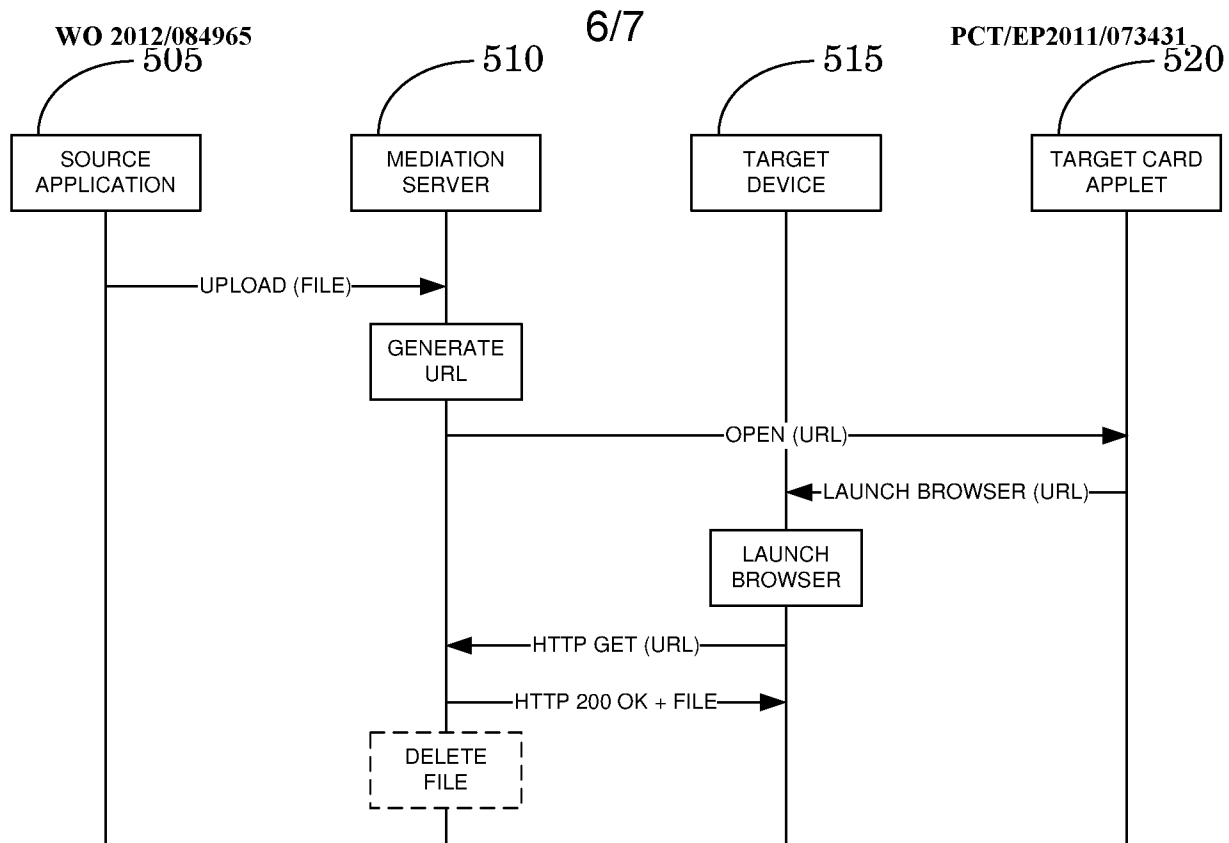 6/7
WO 2012/084965
PCT/EP2011/073431
505
510
515
520
SOURCE
APPLICATION
MEDIATION
SERVER
TARGET
DEVICE
TARGET CARD
APPLET
UPLOAD (FILE)
GENERATE
URL
OPEN (URL)
LAUNCH BROWSER (URL)
LAUNCH
BROWSER
HTTP GET (URL)
HTTP 200 OK + FILE
DELETE
FILE